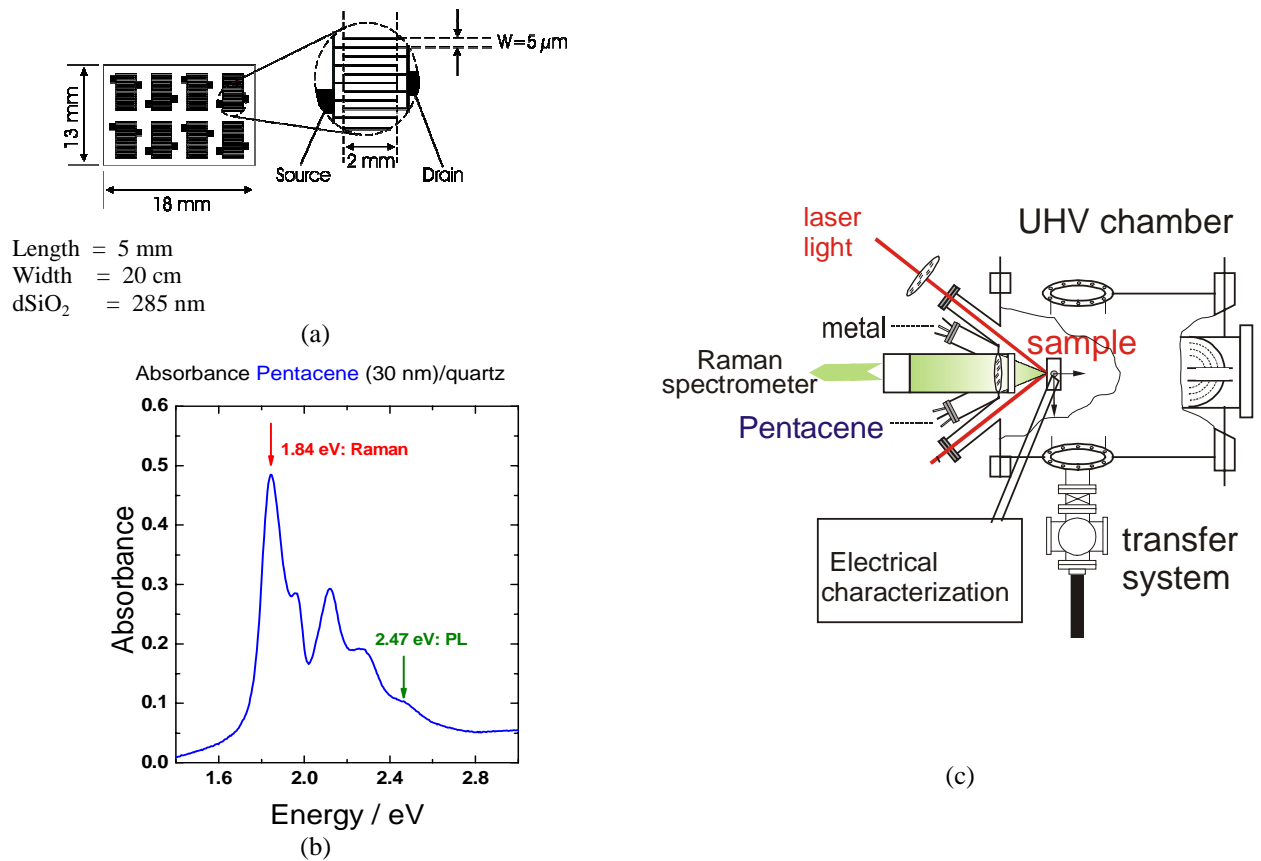 W=5 µm
13 mm
Source
2 mm
Drain
18 mm
Length = 5 mm
Width = 20 cm
dSiO₂ = 285 nm
(a)
Absorbance Pentacene (30 nm)/quartz
0.6
0.5
0.4
0.3
0.2
0.1
0.0
Absorbance
1.84 eV: Raman
2.47 eV: PL
1.6 2.0 2.4 2.8
Energy / eV
(b)
laser
light
UHV chamber
metal
sample
Raman
spectrometer
Pentacene
Electrical
characterization
transfer
system
(c)